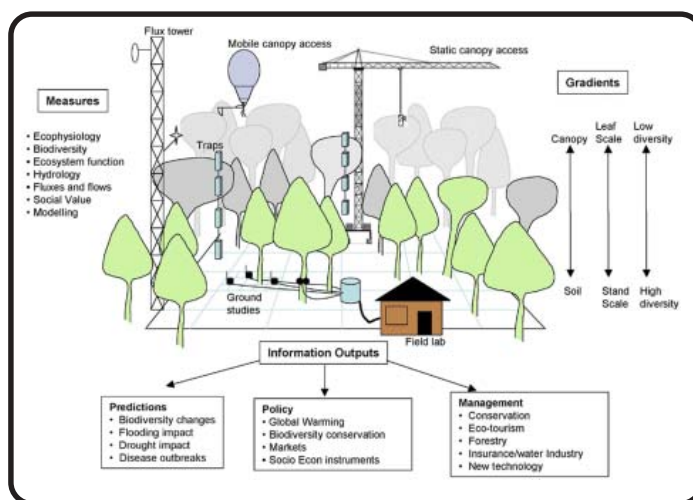 Flux tower
Mobile canopy access
Static canopy access
Measures
• Ecophysiology
• Biodiversity
• Ecosystem function
• Hydrology
• Fluxes and flows
• Social Value
• Modelling
Traps
Gradients
Canopy
Leaf
Scale
Low
diversity
Soil
Stand
Scale
High
diversity
Ground
studies
Field lab
Information Outputs
Predictions
• Biodiversity changes
• Flooding impact
• Drought impact
• Disease outbreaks
Policy
• Global Warming
• Biodiversity conservation
• Markets
• Socio Econ instruments
Management
• Conservation
• Eco-tourism
• Forestry
• Insurance/water Industry
• New technology